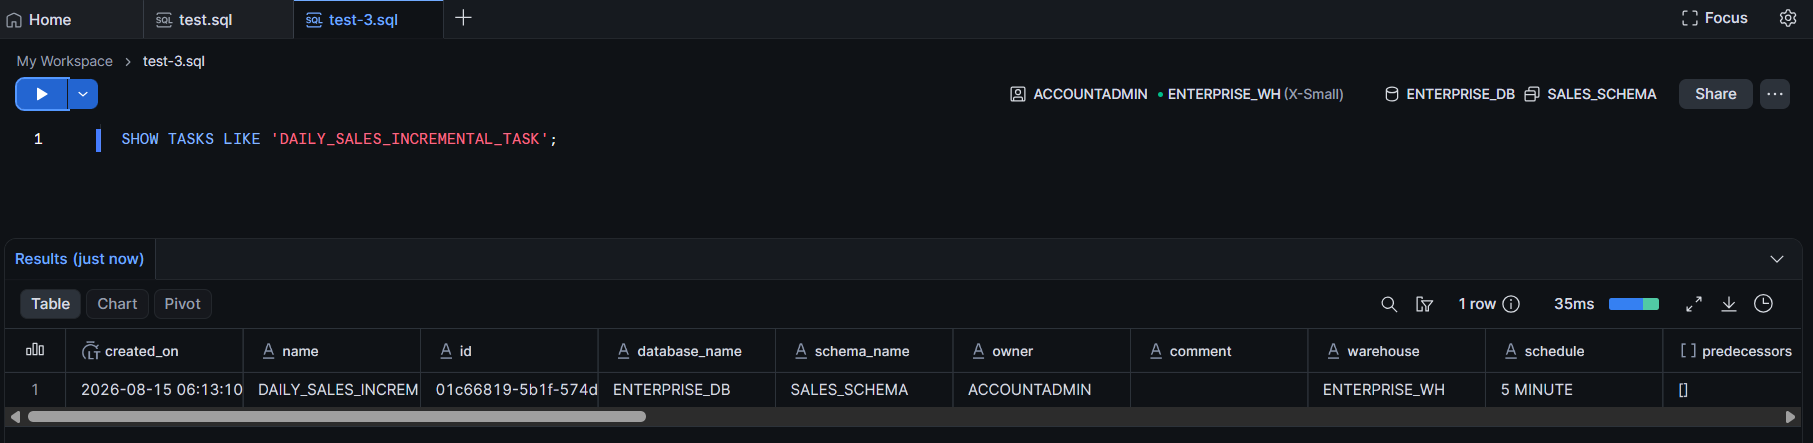 Home
SQL test.sql
SQL test-3.sql
Focus
My Workspace > test-3.sql
ACCOUNTADMIN ENTERPRISE_WH (X-Small) ENTERPRISE_DB SALES_SCHEMA Share ...
1 SHOW TASKS LIKE 'DAILY_SALES_INCREMENTAL_TASK';
Results (just now)
Table Chart Pivot
1 row 35ms
LT created_on A name A id A database_name A schema_name A owner A comment A warehouse A schedule [ ] predecessors
1 2026-08-15 06:13:10 DAILY_SALES_INCREM 01c66819-5b1f-574d ENTERPRISE_DB SALES_SCHEMA ACCOUNTADMIN ENTERPRISE_WH 5 MINUTE []